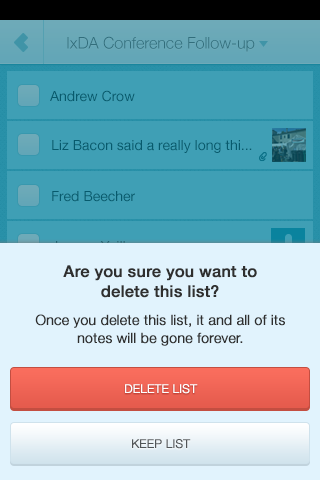 IxDA Conference Follow-up
Andrew Crow
Liz Bacon said a really long thi...
Fred Beecher
Are you sure you want to
delete this list?
Once you delete this list, it and all of its
notes will be gone forever.
DELETE LIST
KEEP LIST